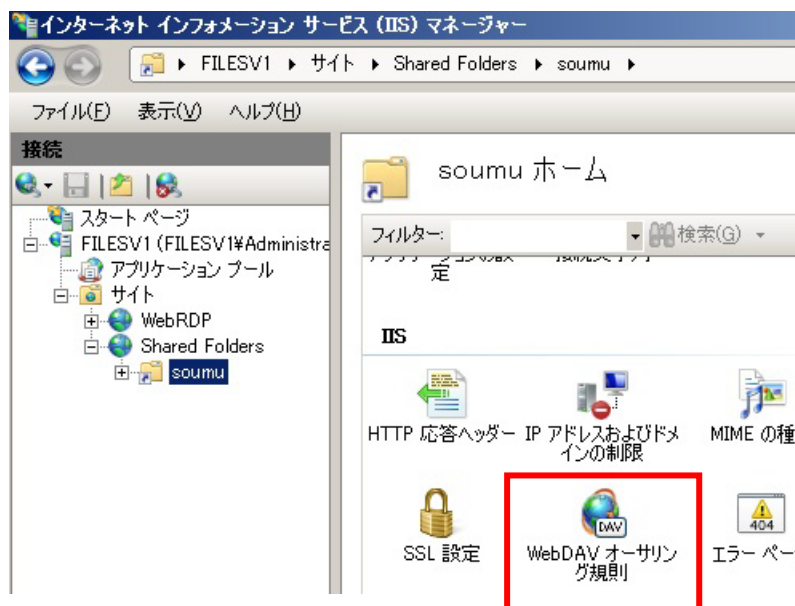 インターネット インフォメーション サービス (IIS) マネージャー
FILESV1 ▸ サイト ▸ Shared Folders ▸ soumu ▸
ファイル(F) 表示(V) ヘルプ(H)
接続
スタート ページ
FILESV1 (FILESV1¥Administra
アプリケーション プール
サイト
WebRDP
Shared Folders
soumu
soumu ホーム
フィルター: 検索(G)
定
IIS
HTTP 応答ヘッダー IP アドレスおよびドメ MIME の種
インの制限
DAV
404
SSL 設定 WebDAV オーサリン エラー ペー
グ規則